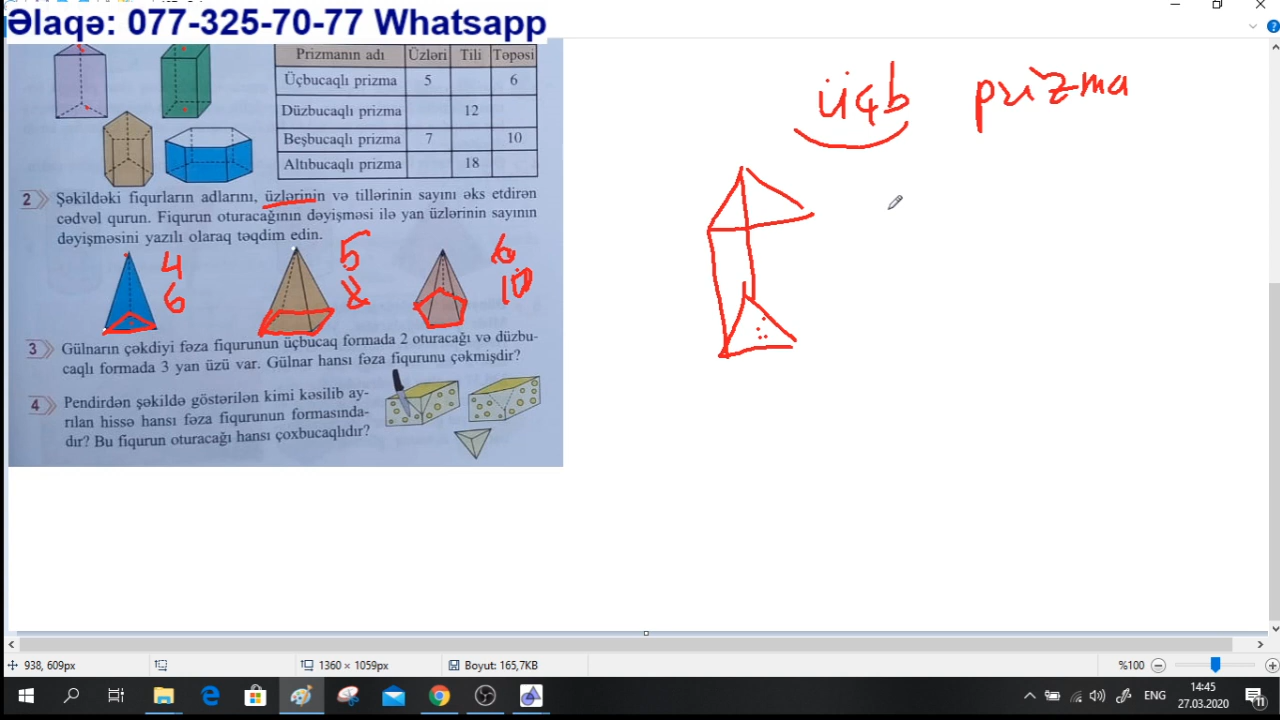 Əlaqə: 077-325-70-77 Whatsapp
Prizmanın adı Üzləri Tili Təpəsi
Üçbucaqlı prizma 5 6
Düzbucaqlı prizma 12
Beşbucaqlı prizma 7 10
Altıbucaqlı prizma 18
2 Şəkildəki fiqurların adlarını, üzlərinin və tillərinin sayını əks etdirən
cədvəl qurun. Fiqurun oturacağının dəyişməsi ilə yan üzlərinin sayının
dəyişməsini yazılı olaraq təqdim edin.
4 5 6
6 8 10
3 Gülnarın çəkdiyi fəza fiqurunun üçbucaq formada 2 oturacağı və düzbu-
caqlı formada 3 yan üzü var. Gülnar hansı fəza fiqurunu çəkmişdir?
4 Pendirdən şəkildə göstərilən kimi kəsilib ay-
rılan hissə hansı fəza fiqurunun formasında-
dır? Bu fiqurun oturacağı hansı çoxbucaqlıdır?
üçb prizma
938, 609px 1360 × 1059px Boyut: 165,7KB %100
ENG 14:45
27.03.2020